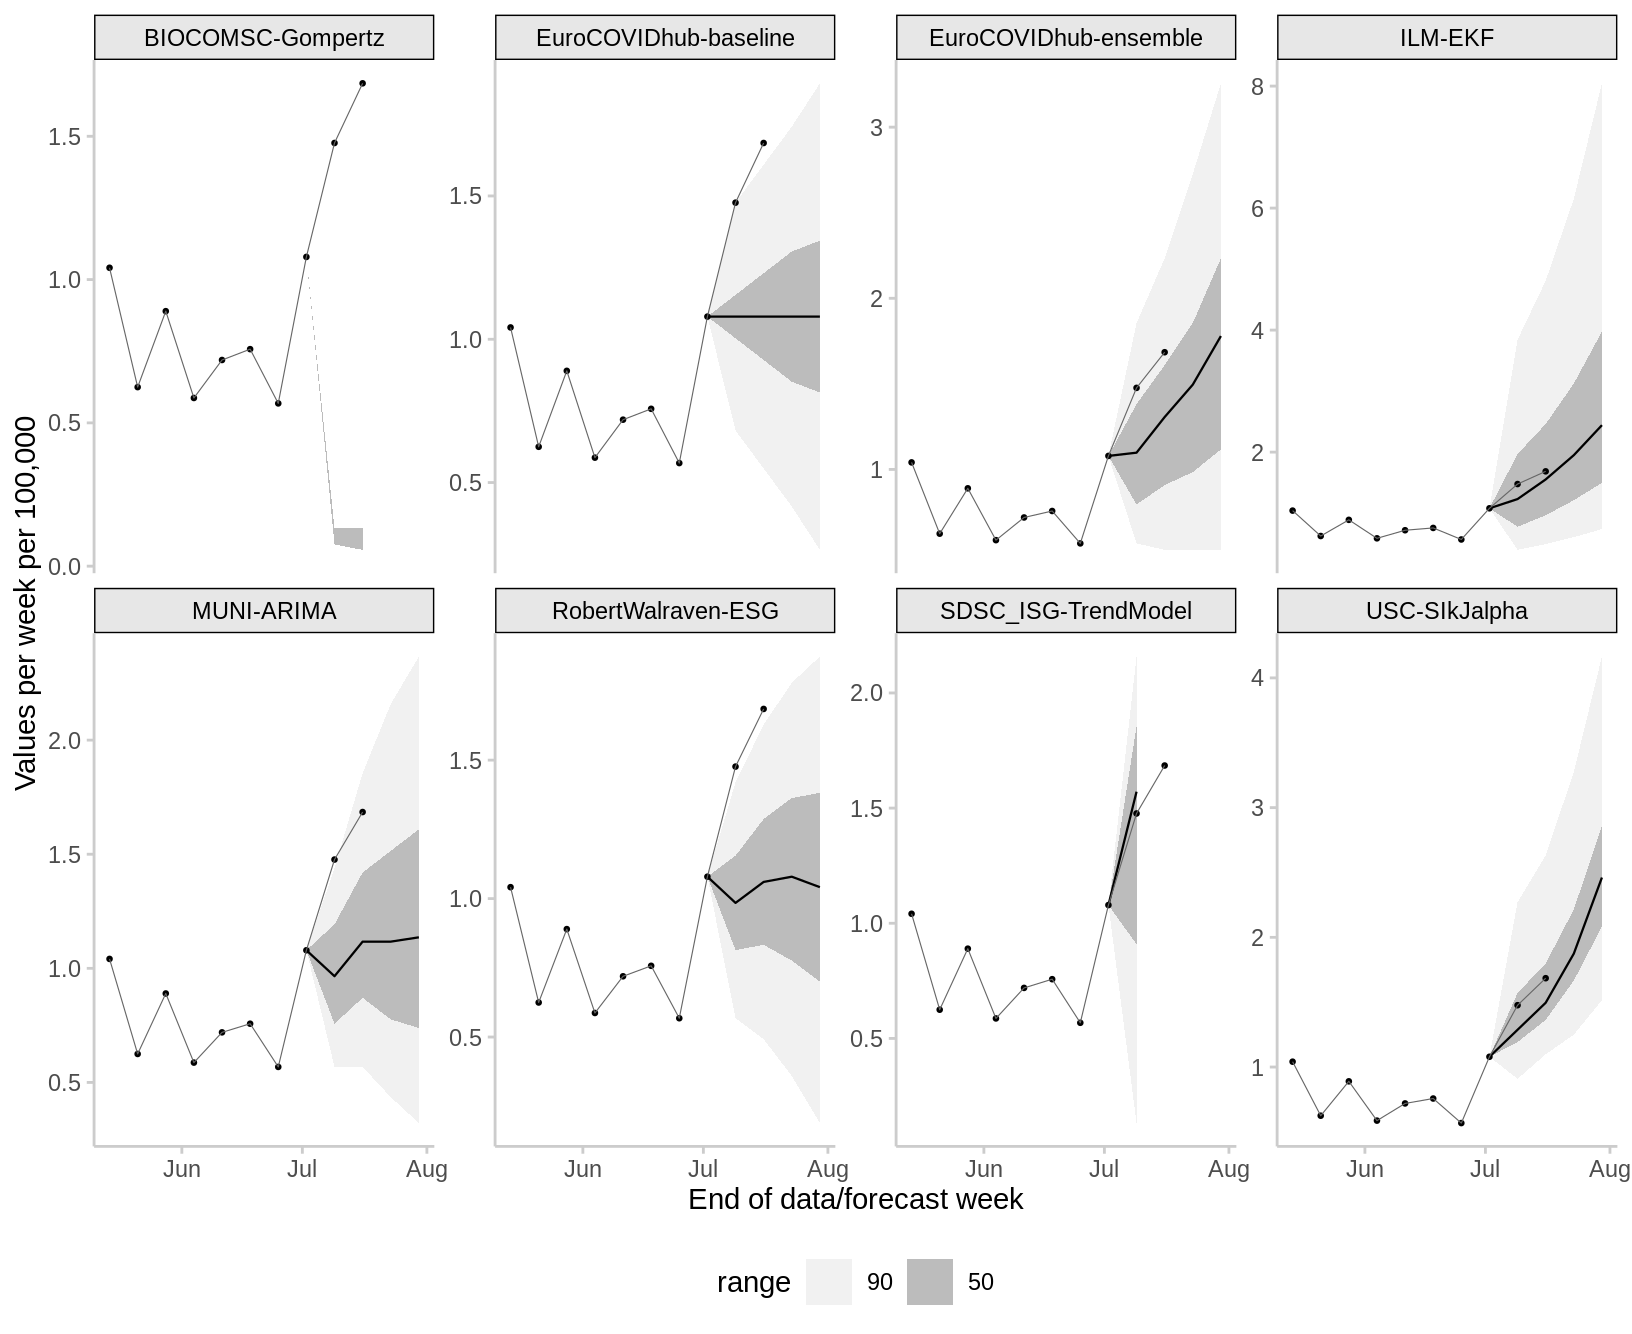 BIOCOMSC-Gompertz
EuroCOVIDhub-baseline
EuroCOVIDhub-ensemble
ILM-EKF
1.5
1.0
0.5
0.0
1.5
1.0
0.5
3
2
1
8
6
4
2
Values per week per 100,000
MUNI-ARIMA
RobertWalraven-ESG
SDSC_ISG-TrendModel
USC-SIkJalpha
2.0
1.5
1.0
0.5
1.5
1.0
0.5
2.0
1.5
1.0
0.5
4
3
2
1
Jun Jul Aug
Jun Jul Aug
Jun Jul Aug
Jun Jul Aug
End of data/forecast week
range 90 50